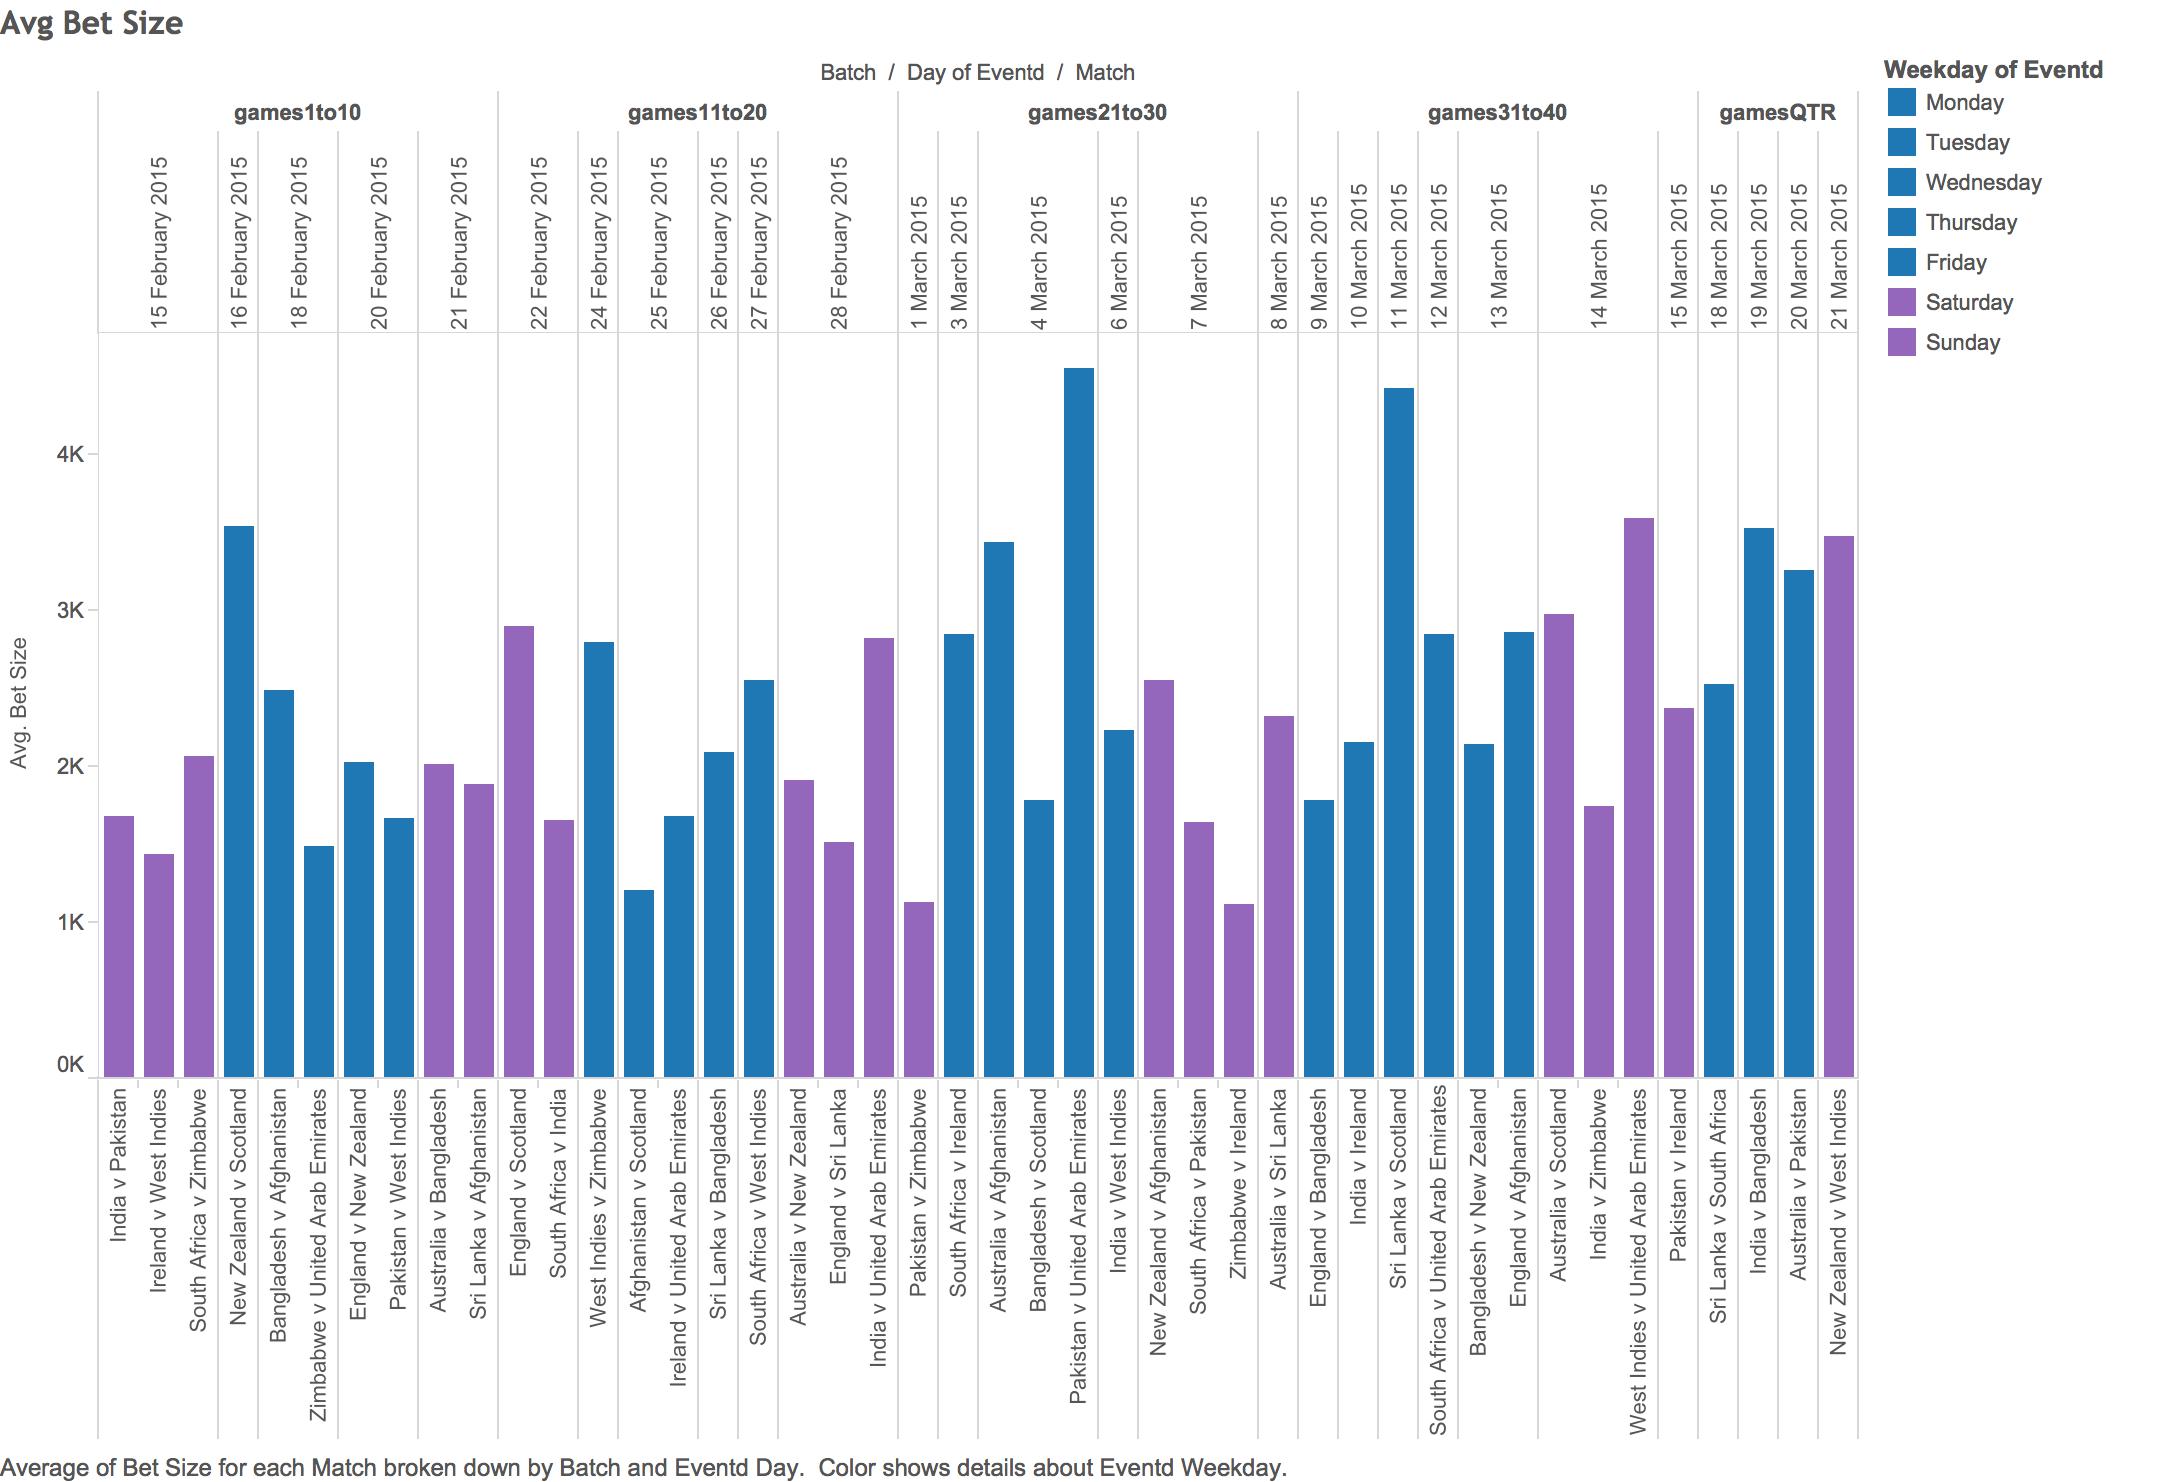 Avg Bet Size
Batch / Day of Eventd / Match
Weekday of Eventd
Monday
Tuesday
Wednesday
Thursday
Friday
Saturday
Sunday
games1to10
games11to20
games21to30
games31to40
gamesQTR
15 February 2015
16 February 2015
18 February 2015
20 February 2015
21 February 2015
22 February 2015
24 February 2015
25 February 2015
26 February 2015
27 February 2015
28 February 2015
1 March 2015
3 March 2015
4 March 2015
6 March 2015
7 March 2015
8 March 2015
9 March 2015
10 March 2015
11 March 2015
12 March 2015
13 March 2015
14 March 2015
15 March 2015
18 March 2015
19 March 2015
20 March 2015
21 March 2015
Avg. Bet Size
4K
3K
2K
1K
0K
India v Pakistan
Ireland v West Indies
South Africa v Zimbabwe
New Zealand v Scotland
Bangladesh v Afghanistan
Zimbabwe v United Arab Emirates
England v New Zealand
Pakistan v West Indies
Australia v Bangladesh
Sri Lanka v Afghanistan
England v Scotland
South Africa v India
West Indies v Zimbabwe
Afghanistan v Scotland
Ireland v United Arab Emirates
Sri Lanka v Bangladesh
South Africa v West Indies
Australia v New Zealand
England v Sri Lanka
India v United Arab Emirates
Pakistan v Zimbabwe
South Africa v Ireland
Australia v Afghanistan
Bangladesh v Scotland
Pakistan v United Arab Emirates
India v West Indies
New Zealand v Afghanistan
South Africa v Pakistan
Zimbabwe v Ireland
Australia v Sri Lanka
England v Bangladesh
India v Ireland
Sri Lanka v Scotland
South Africa v United Arab Emirates
Bangladesh v New Zealand
England v Afghanistan
Australia v Scotland
India v Zimbabwe
West Indies v United Arab Emirates
Pakistan v Ireland
Sri Lanka v South Africa
India v Bangladesh
Australia v Pakistan
New Zealand v West Indies
Average of Bet Size for each Match broken down by Batch and Eventd Day.  Color shows details about Eventd Weekday.